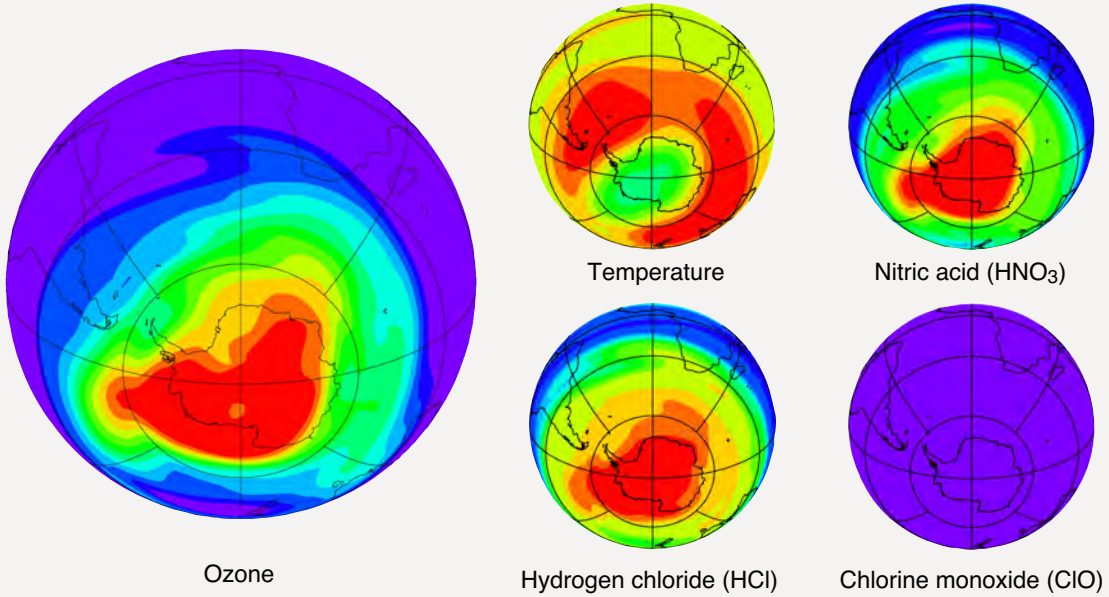 Temperature
Nitric acid (HNO₃)
Ozone
Hydrogen chloride (HCl)
Chlorine monoxide (ClO)